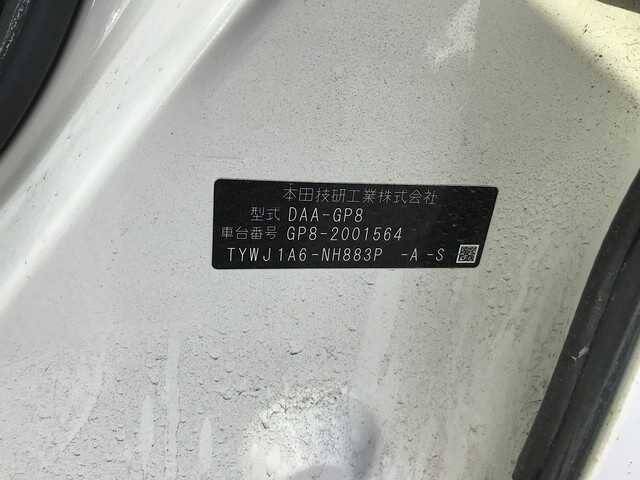 本田技研工業株式会社
型式 DAA-GP8
車台番号 GP8-2001564
TYWJ1A6-NH883P -A -S